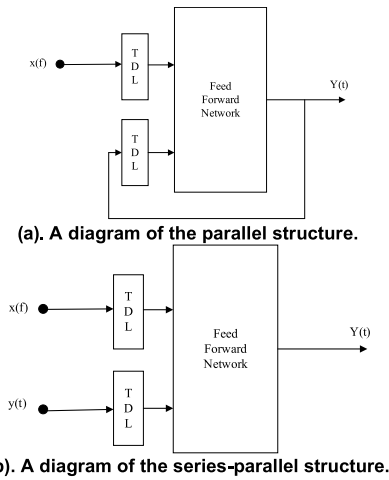 x(f)
T
D
L
T
D
L
Feed
Forward
Network
Y(t)
(a). A diagram of the parallel structure.
x(f)
T
D
L
y(t)
T
D
L
Feed
Forward
Network
Y(t)
). A diagram of the series-parallel structure.